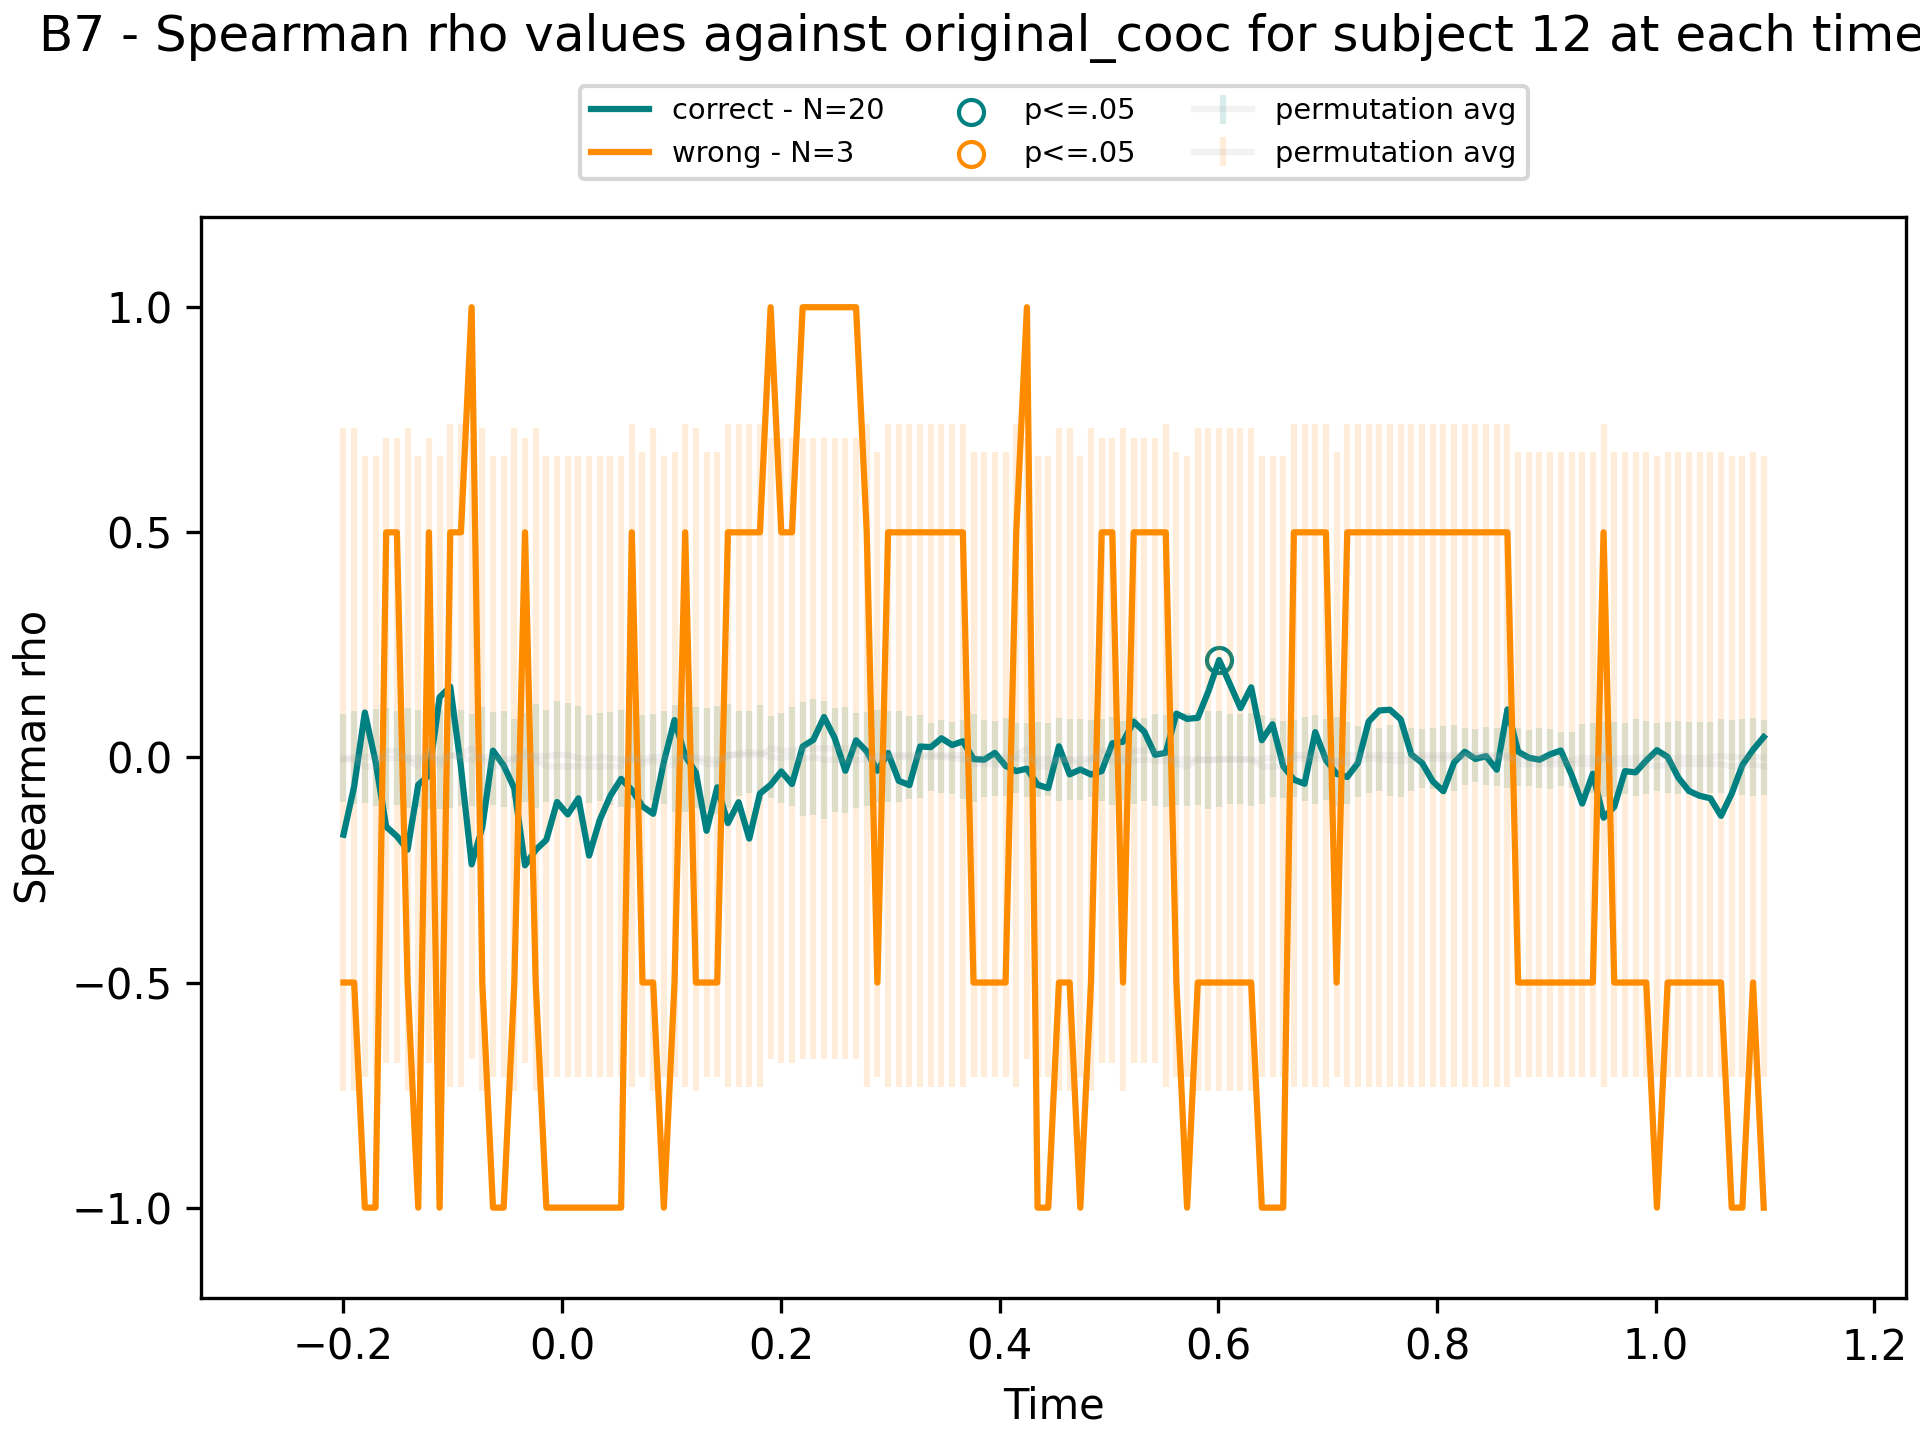 B7 - Spearman rho values against original_cooc for subject 12 at each time
correct - N=20
wrong - N=3
p<=.05
p<=.05
permutation avg
permutation avg
1.0
0.5
0.0
−0.5
−1.0
Spearman rho
−0.2 0.0 0.2 0.4 0.6 0.8 1.0 1.2
Time